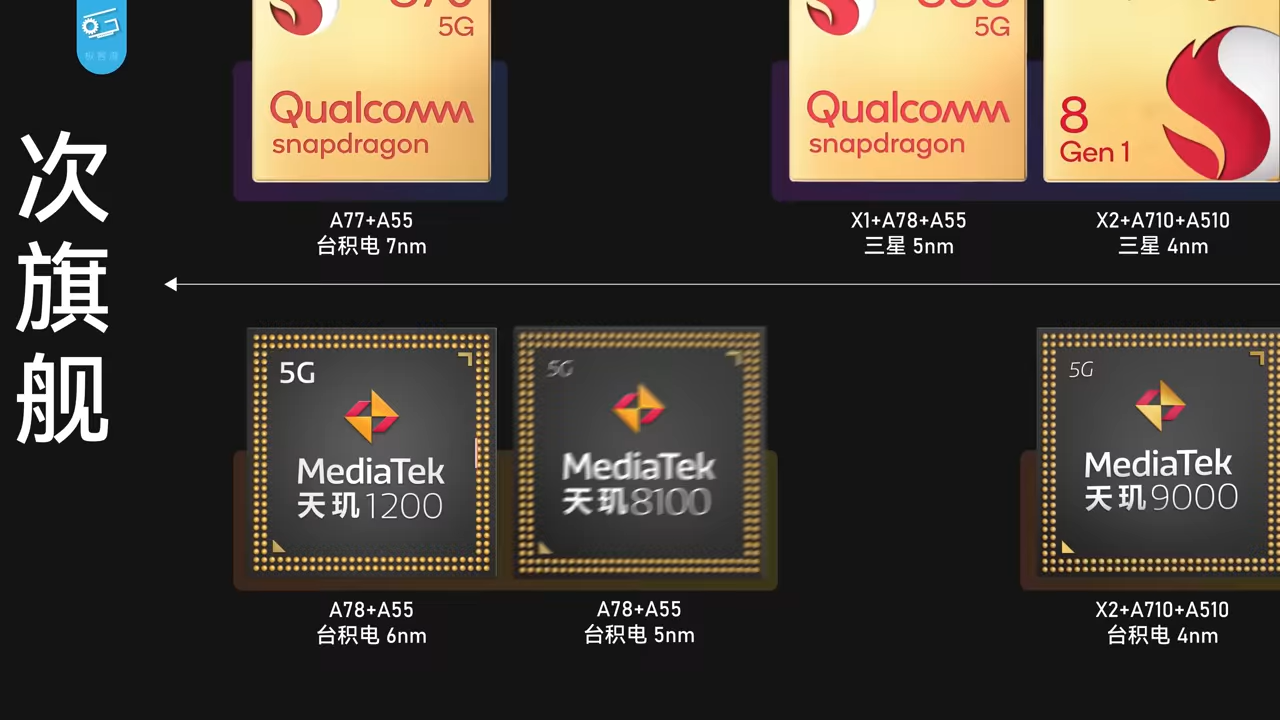 次旗舰
5G
Qualcomm
snapdragon
A77+A55
台积电 7nm
5G
Qualcomm
snapdragon
X1+A78+A55
三星 5nm
8
Gen 1
X2+A710+A510
三星 4nm
5G
MediaTek
天玑1200
A78+A55
台积电 6nm
5G
MediaTek
天玑8100
A78+A55
台积电 5nm
5G
MediaTek
天玑9000
X2+A710+A510
台积电 4nm